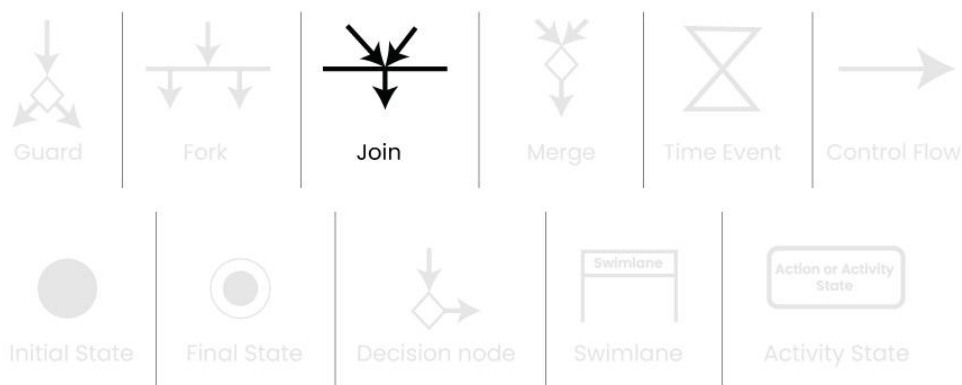 Guard
Fork
Join
Merge
Time Event
Control Flow
Swimlane
Action or Activity
State
Initial State
Final State
Decision node
Swimlane
Activity State